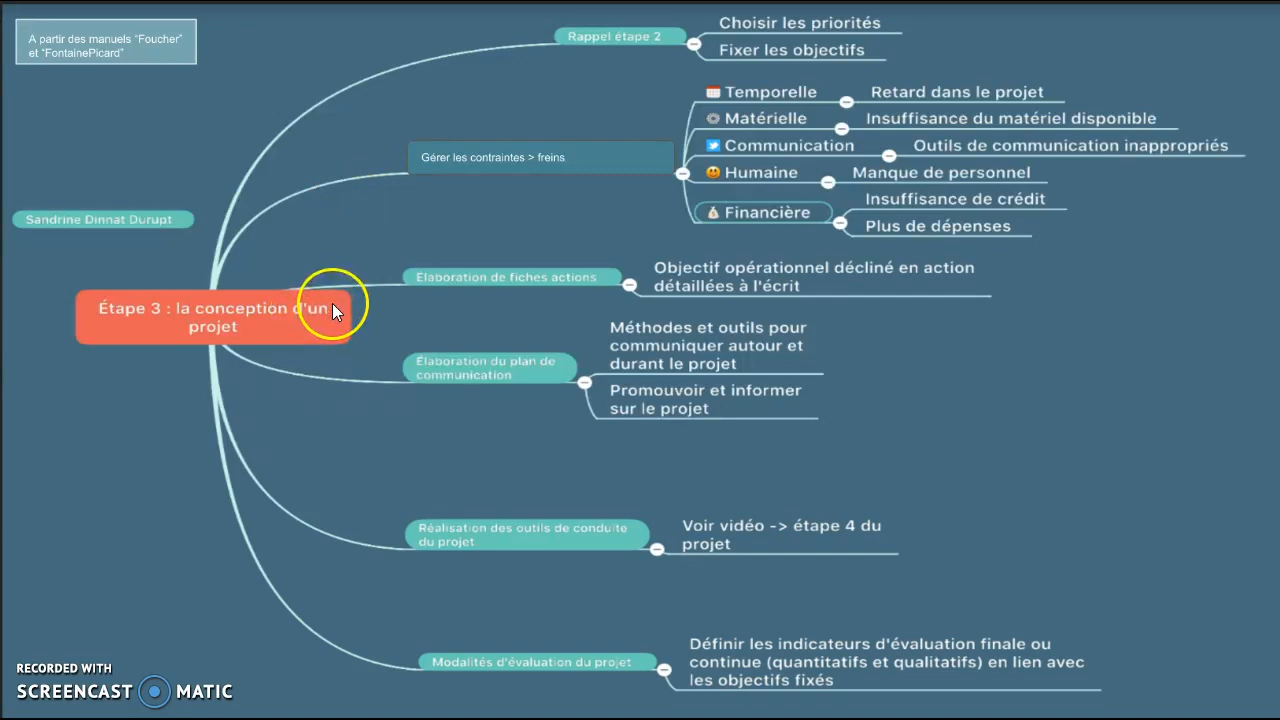 A partir des manuels “Foucher”
et “FontainePicard”
Rappel étape 2
Choisir les priorités
Fixer les objectifs
Gérer les contraintes > freins
Temporelle
Retard dans le projet
Matérielle
Insuffisance du matériel disponible
Communication
Outils de communication inappropriés
Humaine
Manque de personnel
Financière
Insuffisance de crédit
Plus de dépenses
Sandrine Dinnat Durupt
Étape 3 : la conception d'un
projet
Elaboration de fiches actions
Objectif opérationnel décliné en action
détaillées à l'écrit
Élaboration du plan de
communication
Méthodes et outils pour
communiquer autour et
durant le projet
Promouvoir et informer
sur le projet
Réalisation des outils de conduite
du projet
Voir vidéo -> étape 4 du
projet
Modalités d'évaluation du projet
Définir les indicateurs d'évaluation finale ou
continue (quantitatifs et qualitatifs) en lien avec
les objectifs fixés
RECORDED WITH
SCREENCAST MATIC